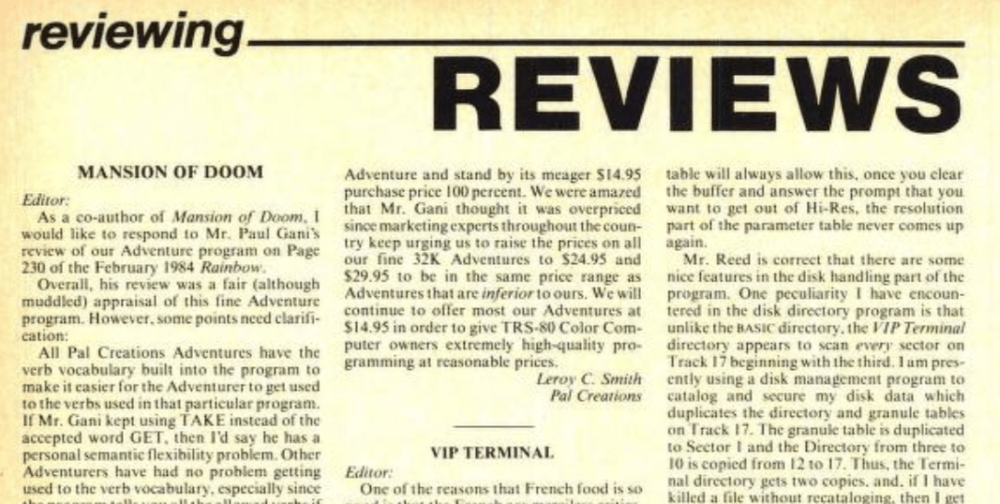 reviewing
REVIEWS
MANSION OF DOOM
Editor:
As a co-author of Mansion of Doom, I
would like to respond to Mr. Paul Gani's
review of our Adventure program on Page
230 of the February 1984 Rainbow.
Overall, his review was a fair (although
muddled) appraisal of this fine Adventure
program. However, some points need clarifi-
cation:
All Pal Creations Adventures have the
verb vocabulary built into the program to
make it easier for the Adventurer to get used
to the verbs used in that particular program.
If Mr. Gani kept using TAKE instead of the
accepted word GET, then I'd say he has a
personal semantic flexibility problem. Other
Adventurers have had no problem getting
used to the verb vocabulary, especially since
the program tells you all the allowed verbs if
Adventure and stand by its meager $14.95
purchase price 100 percent. We were amazed
that Mr. Gani thought it was overpriced
since marketing experts throughout the coun-
try keep urging us to raise the prices on all
our fine 32K Adventures to $24.95 and
$29.95 to be in the same price range as
Adventures that are inferior to ours. We will
continue to offer most our Adventures at
$14.95 in order to give TRS-80 Color Com-
puter owners extremely high-quality pro-
gramming at reasonable prices.
Leroy C. Smith
Pal Creations
VIP TERMINAL
Editor:
One of the reasons that French food is so
table will always allow this, once you clear
the buffer and answer the prompt that you
want to get out of Hi-Res, the resolution
part of the parameter table never comes up
again.
Mr. Reed is correct that there are some
nice features in the disk handling part of the
program. One peculiarity I have encoun-
tered in the disk directory program is that
unlike the BASIC directory, the VIP Terminal
directory appears to scan every sector on
Track 17 beginning with the third. I am pres-
ently using a disk management program to
catalog and secure my disk data which
duplicates the directory and granule tables
on Track 17. The granule table is duplicated
to Sector 1 and the Directory from three to
10 is copied from 12 to 17. Thus, the Termi-
nal directory gets two copies, and, if I have
killed a file without recataloging, then I get